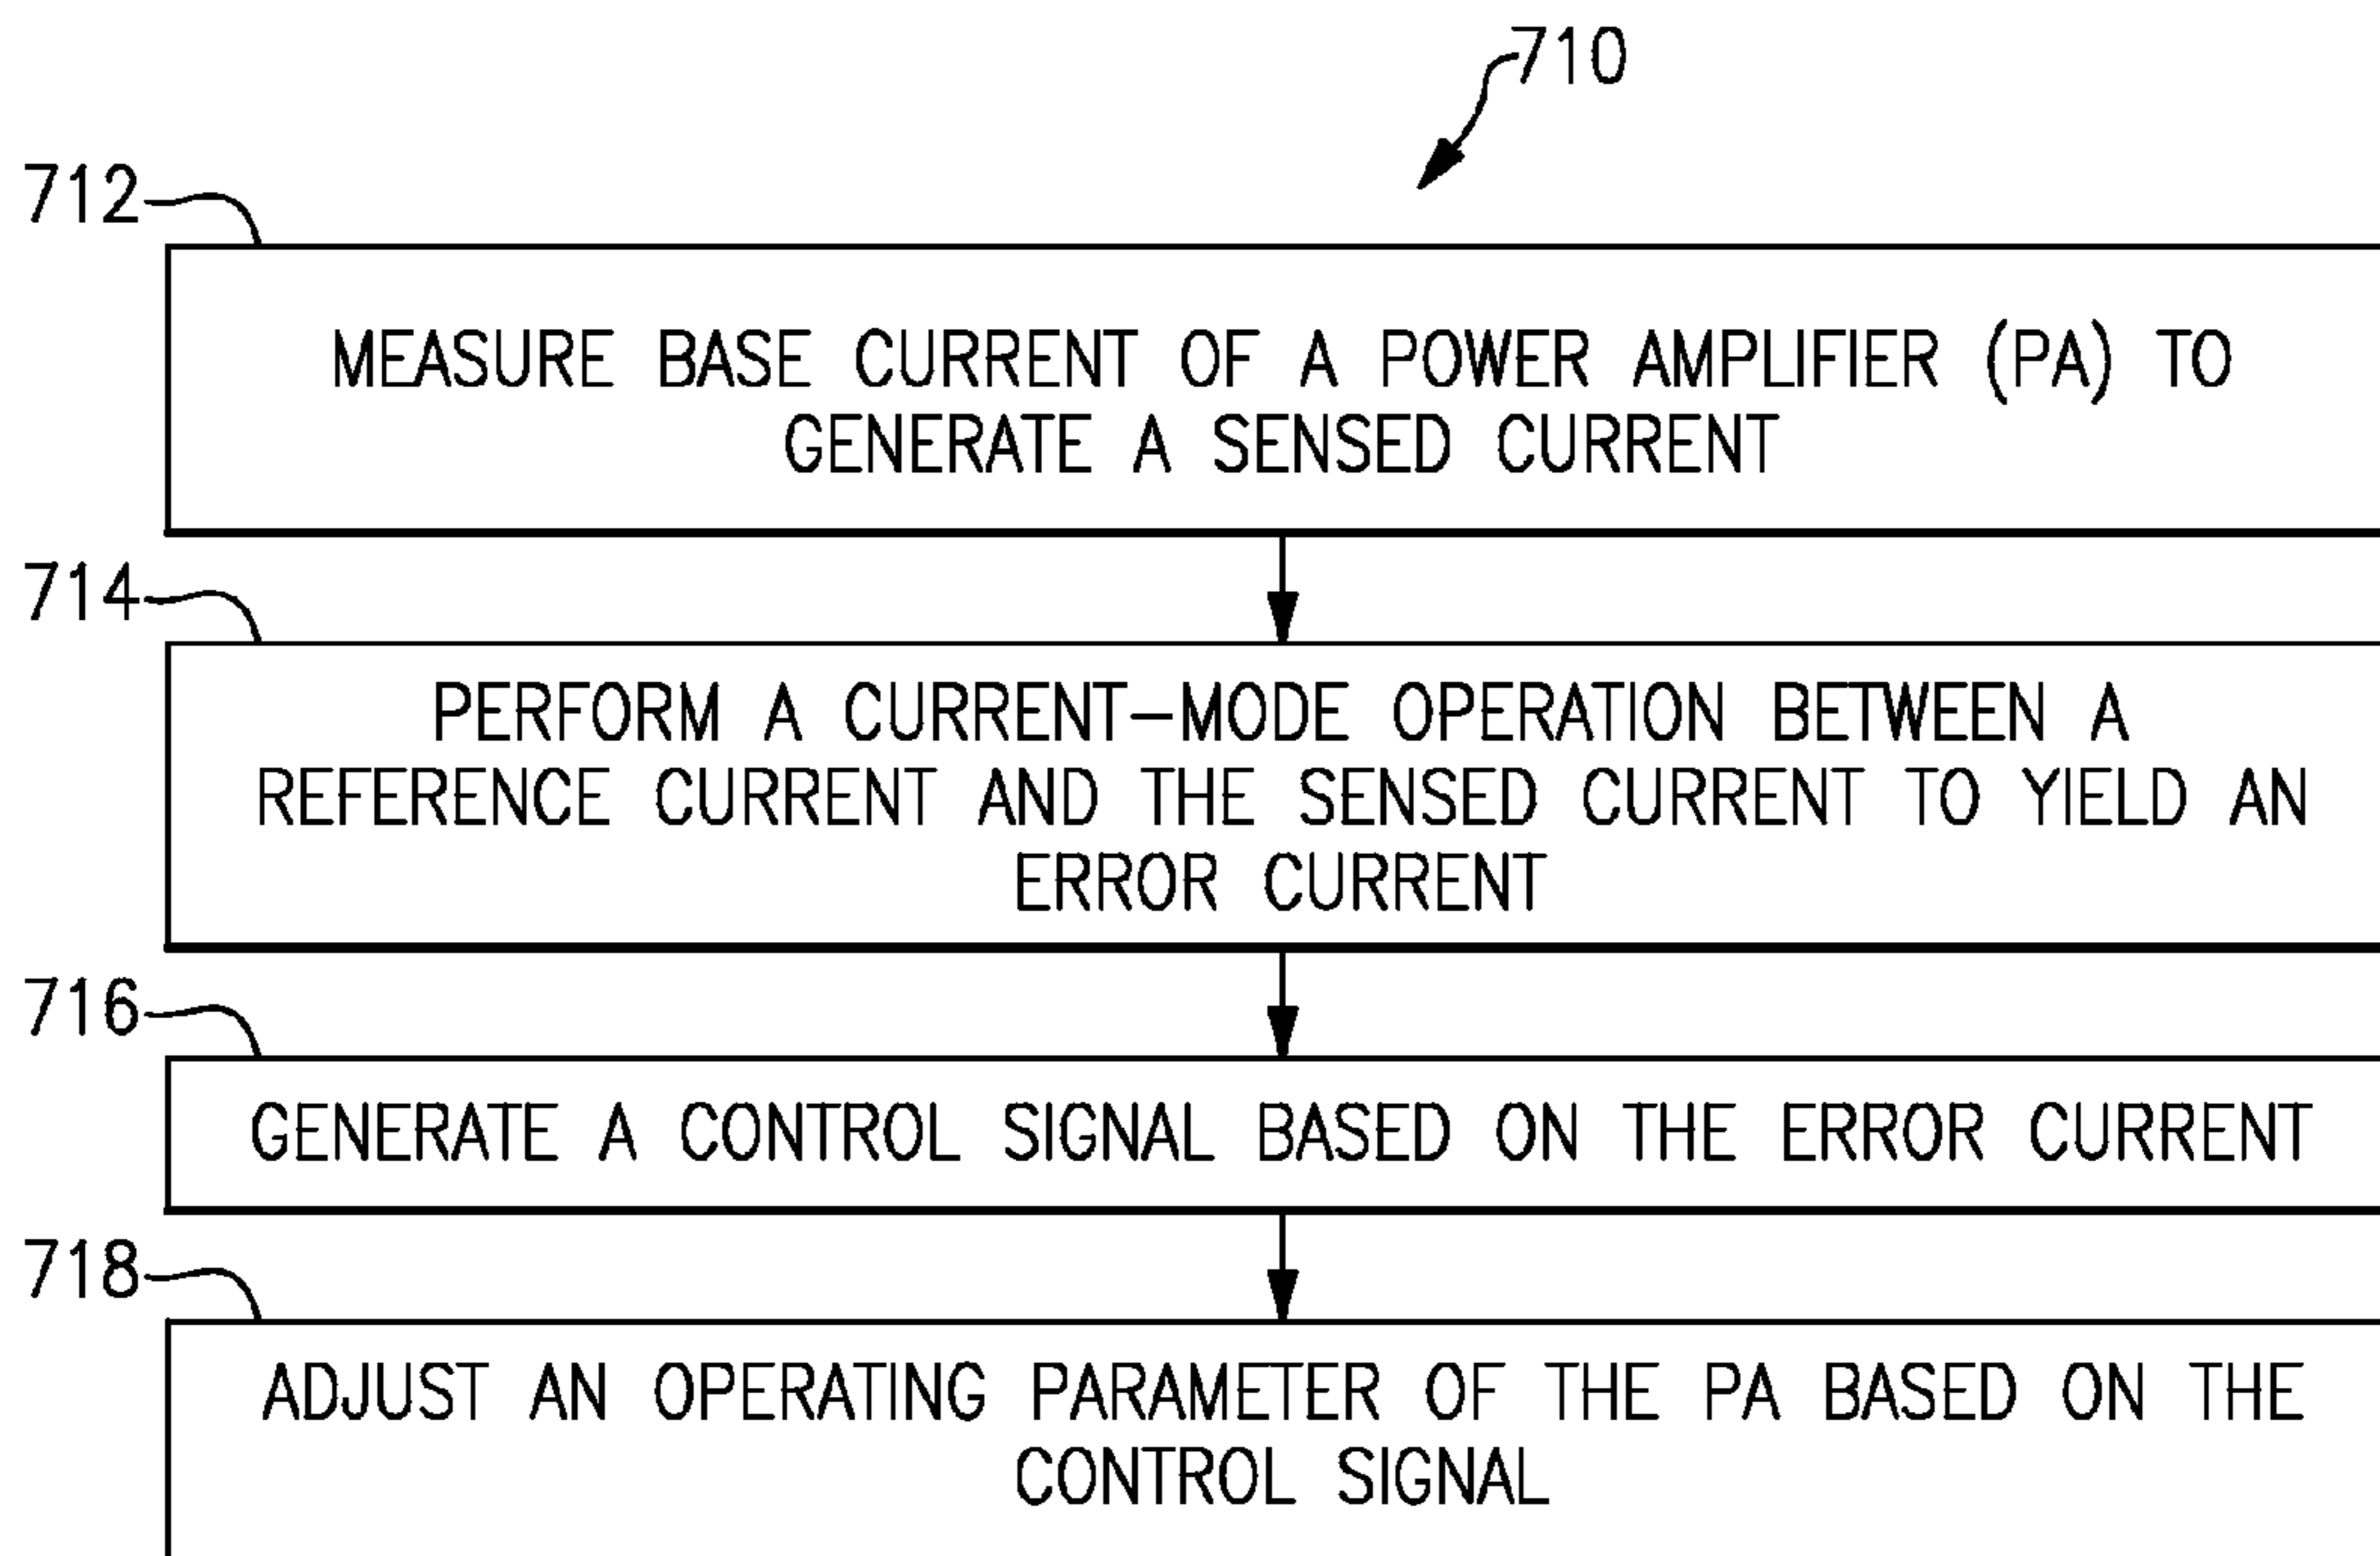 710
712
MEASURE BASE CURRENT OF A POWER AMPLIFIER (PA) TO
GENERATE A SENSED CURRENT
714
PERFORM A CURRENT-MODE OPERATION BETWEEN A
REFERENCE CURRENT AND THE SENSED CURRENT TO YIELD AN
ERROR CURRENT
716
GENERATE A CONTROL SIGNAL BASED ON THE ERROR CURRENT
718
ADJUST AN OPERATING PARAMETER OF THE PA BASED ON THE
CONTROL SIGNAL